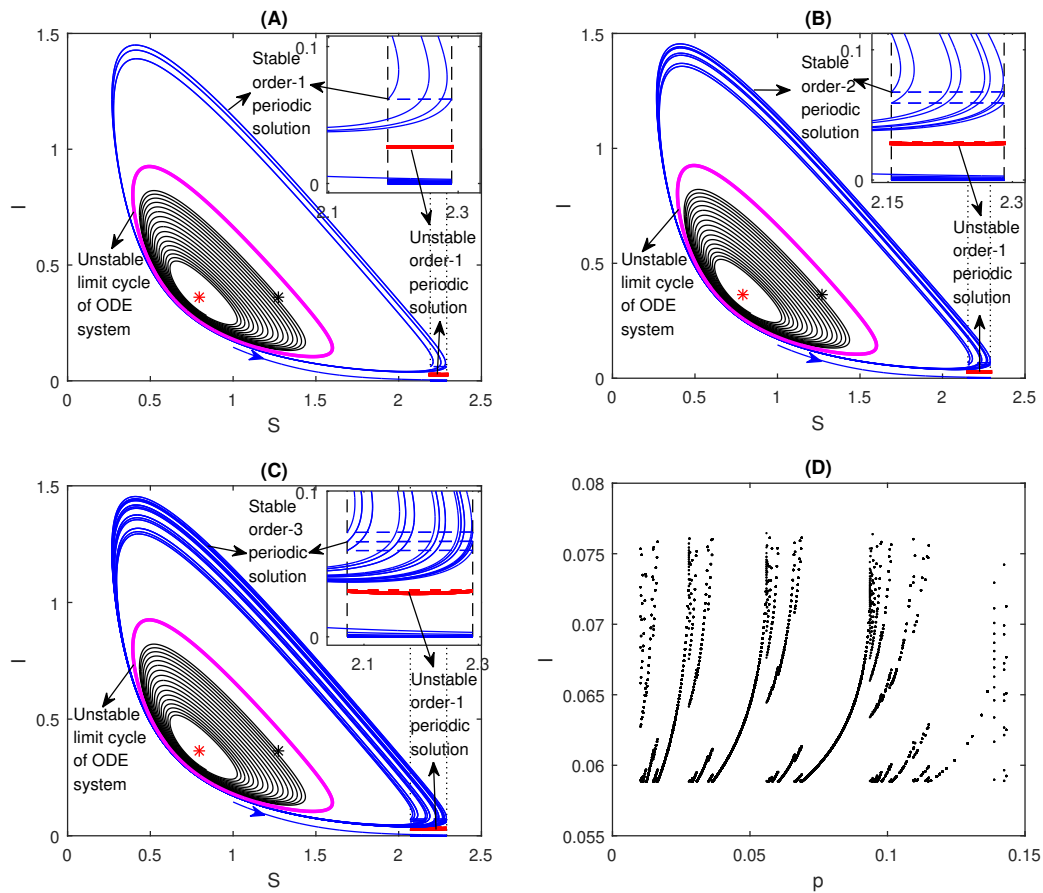 (A)
1.5
1
0.5
0
I
0
0.5
1
1.5
2
2.5
S
Stable
order-1
periodic
solution
0.1
0
2.1
2.3
Unstable
order-1
periodic
solution
Unstable
limit cycle
of ODE
system
(B)
1.5
1
0.5
0
I
0
0.5
1
1.5
2
2.5
S
Stable
order-2
periodic
solution
0.1
0
2.15
2.3
Unstable
order-1
periodic
solution
Unstable
limit cycle
of ODE
system
(C)
1.5
1
0.5
0
I
0
0.5
1
1.5
2
2.5
S
Stable
order-3
periodic
solution
0.1
0
2.1
2.3
Unstable
order-1
periodic
solution
Unstable
limit cycle
of ODE
system
(D)
0.08
0.075
0.07
0.065
0.06
0.055
I
0
0.05
0.1
0.15
p